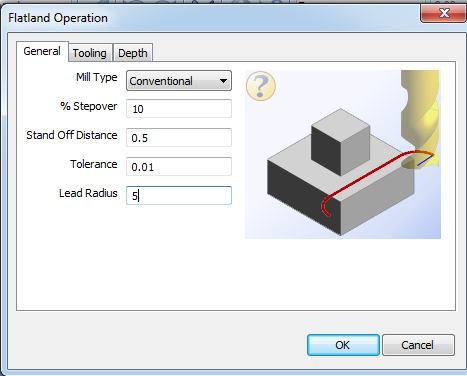 Flatland Operation
General Tooling Depth
Mill Type Conventional
% Stepover 10
Stand Off Distance 0.5
Tolerance 0.01
Lead Radius 5
?
OK Cancel